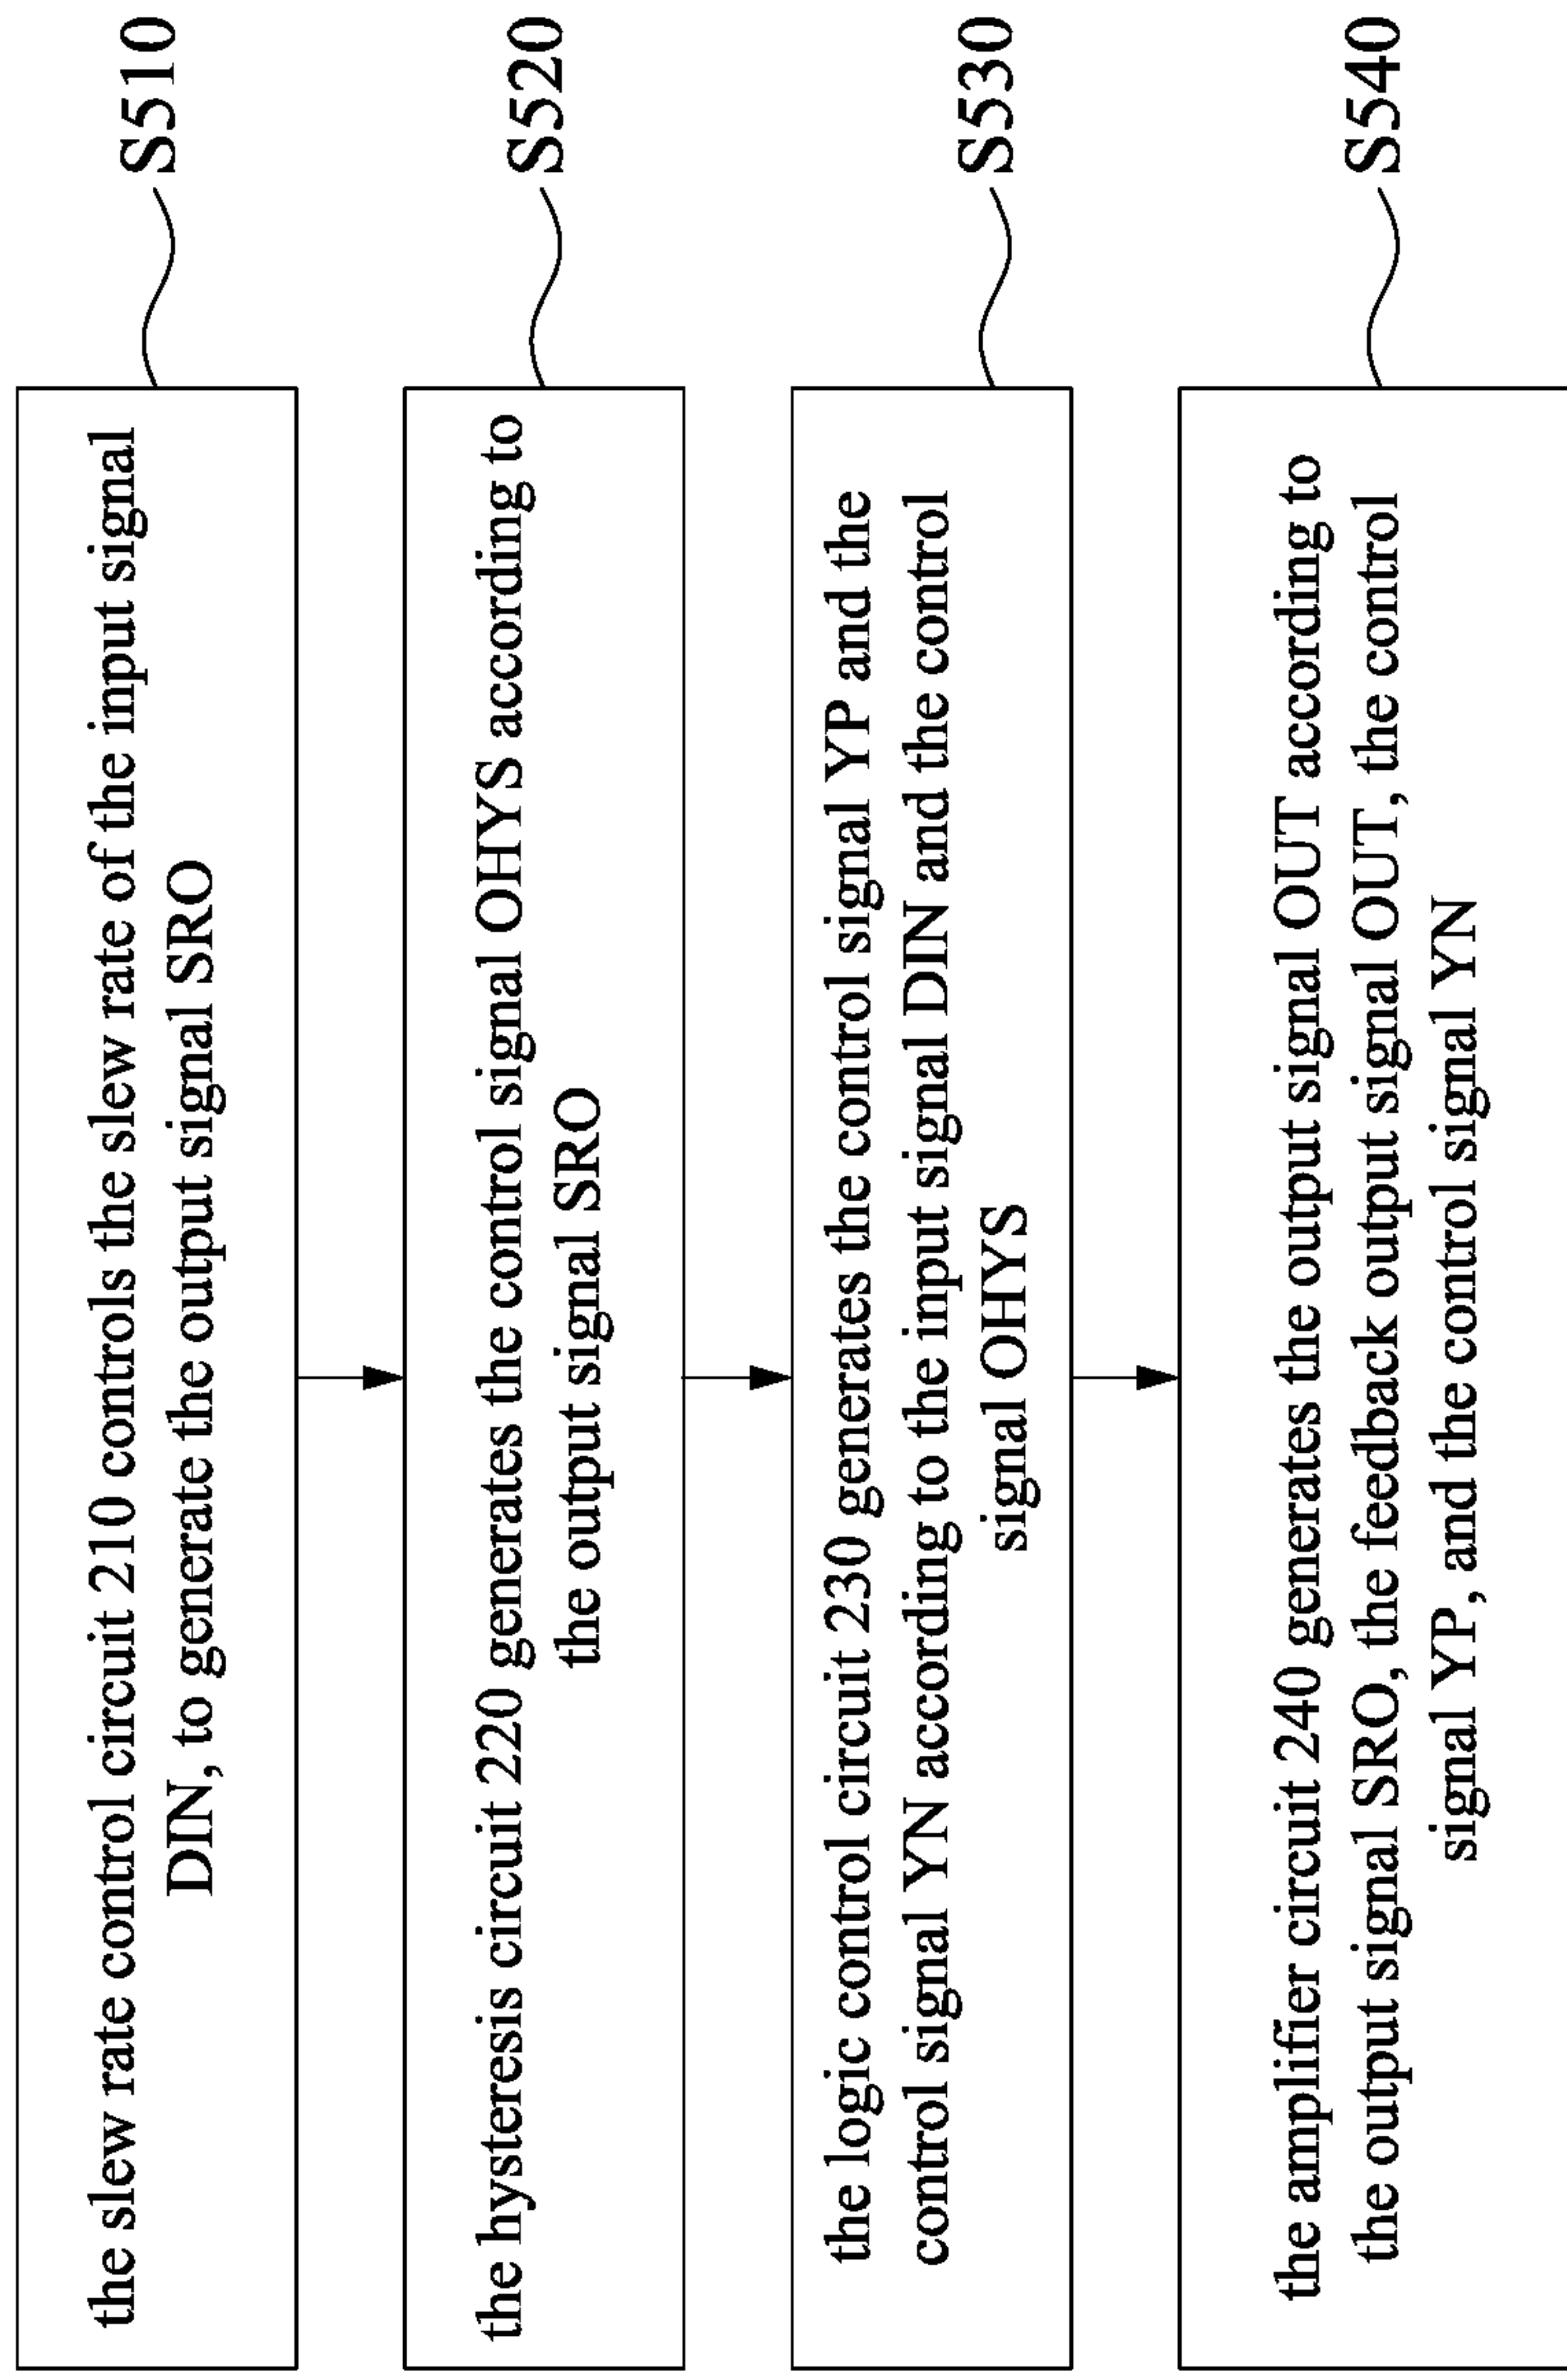 the slew rate control circuit 210 controls the slew rate of the input signal
DIN, to generate the output signal SRO
S510
the hysteresis circuit 220 generates the control signal OHYS according to
the output signal SRO
S520
the logic control circuit 230 generates the control signal YP and the
control signal YN according to the input signal DIN and the control
signal OHYS
S530
the amplifier circuit 240 generates the output signal OUT according to
the output signal SRO, the feedback output signal OUT, the control
signal YP, and the control signal YN
S540